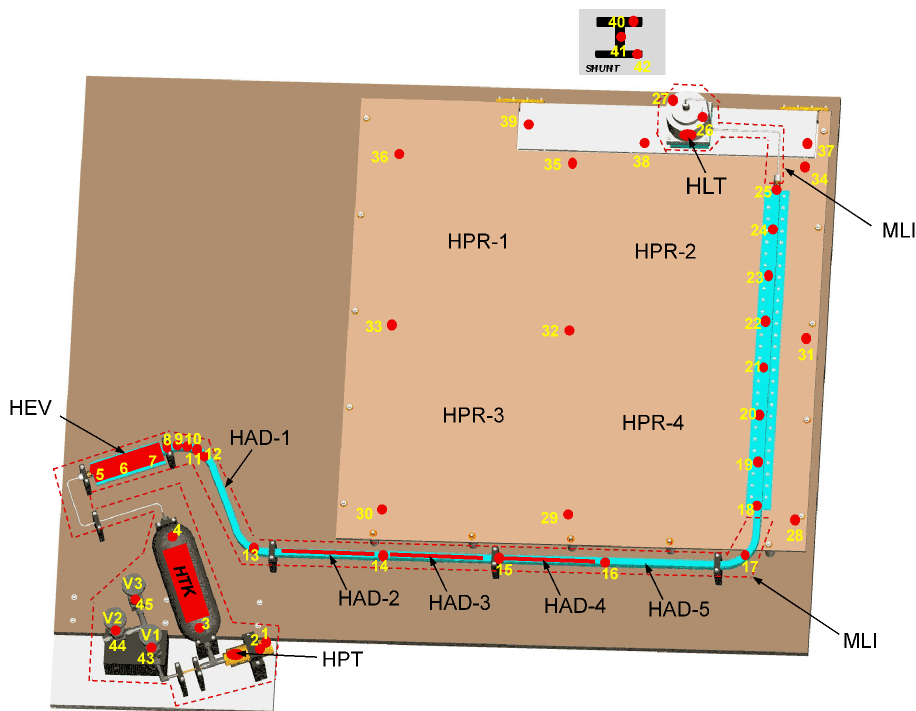 40
41
SHUNT 42
27
39 26
38 37
36 35 34
HLT
25
MLI
24
HPR-1 HPR-2
23
33 32 22 31
21
HEV
HPR-3 HPR-4
20
8 9 10 HAD-1
11 12
5 6 7
19
18
30 29 28
4
13
14 15 16 17
HTK
HAD-2 HAD-3 HAD-4 HAD-5
V3
45
V2 3
V1 MLI
44 43 2 1
HPT